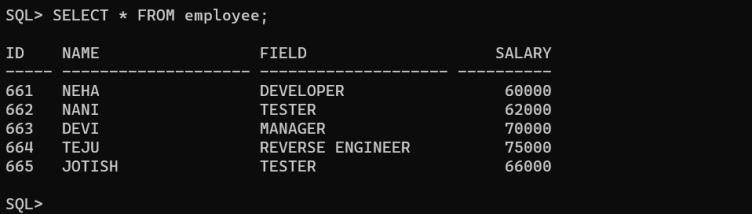 SQL> SELECT * FROM employee;
ID    NAME                 FIELD                    SALARY
----- -------------------- -------------------- ----------
661   NEHA                 DEVELOPER                 60000
662   NANI                 TESTER                    62000
663   DEVI                 MANAGER                   70000
664   TEJU                 REVERSE ENGINEER          75000
665   JOTISH               TESTER                    66000
SQL>